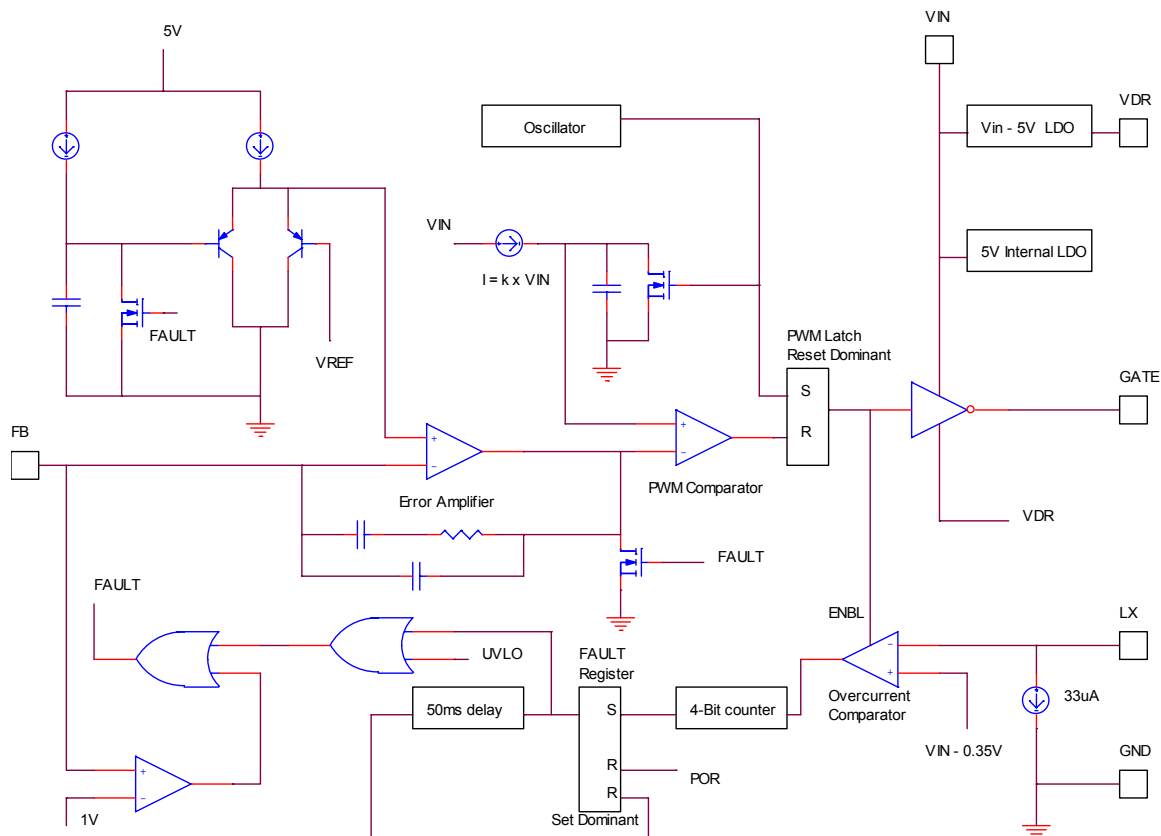 5V
VIN
VDR
Oscillator
Vin - 5V LDO
VIN
I = k x VIN
5V Internal LDO
FAULT
VREF
PWM Latch
Reset Dominant
S
R
GATE
FB
+
−
+
−
Error Amplifier
PWM Comparator
VDR
FAULT
FAULT
ENBL
LX
UVLO
FAULT
Register
−
+
50ms delay
S
4-Bit counter
Overcurrent
Comparator
33uA
VIN - 0.35V
GND
+
−
R
POR
R
1V
Set Dominant